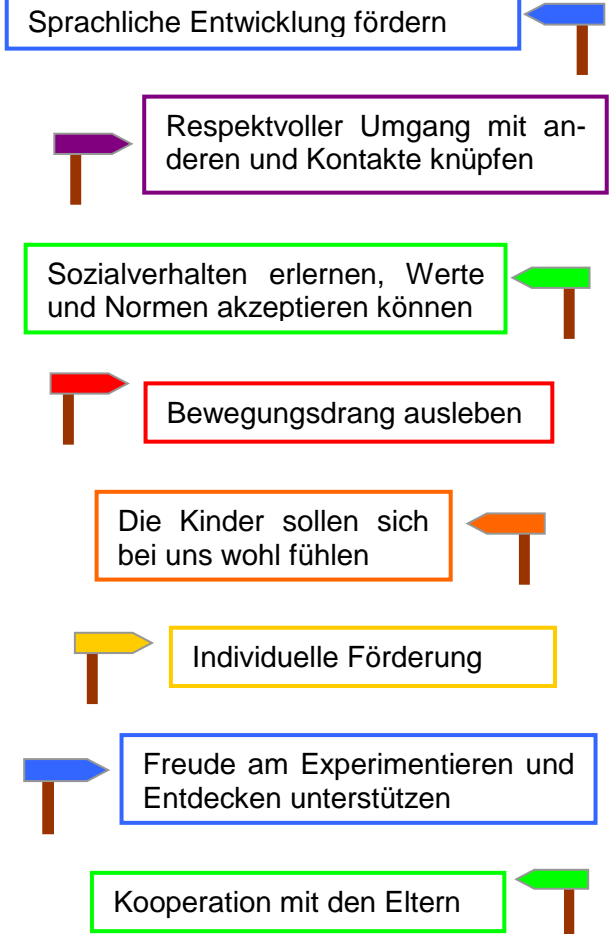 Sprachliche Entwicklung fördern
Respektvoller Umgang mit an-
deren und Kontakte knüpfen
Sozialverhalten erlernen, Werte
und Normen akzeptieren können
Bewegungsdrang ausleben
Die Kinder sollen sich
bei uns wohl fühlen
Individuelle Förderung
Freude am Experimentieren und
Entdecken unterstützen
Kooperation mit den Eltern